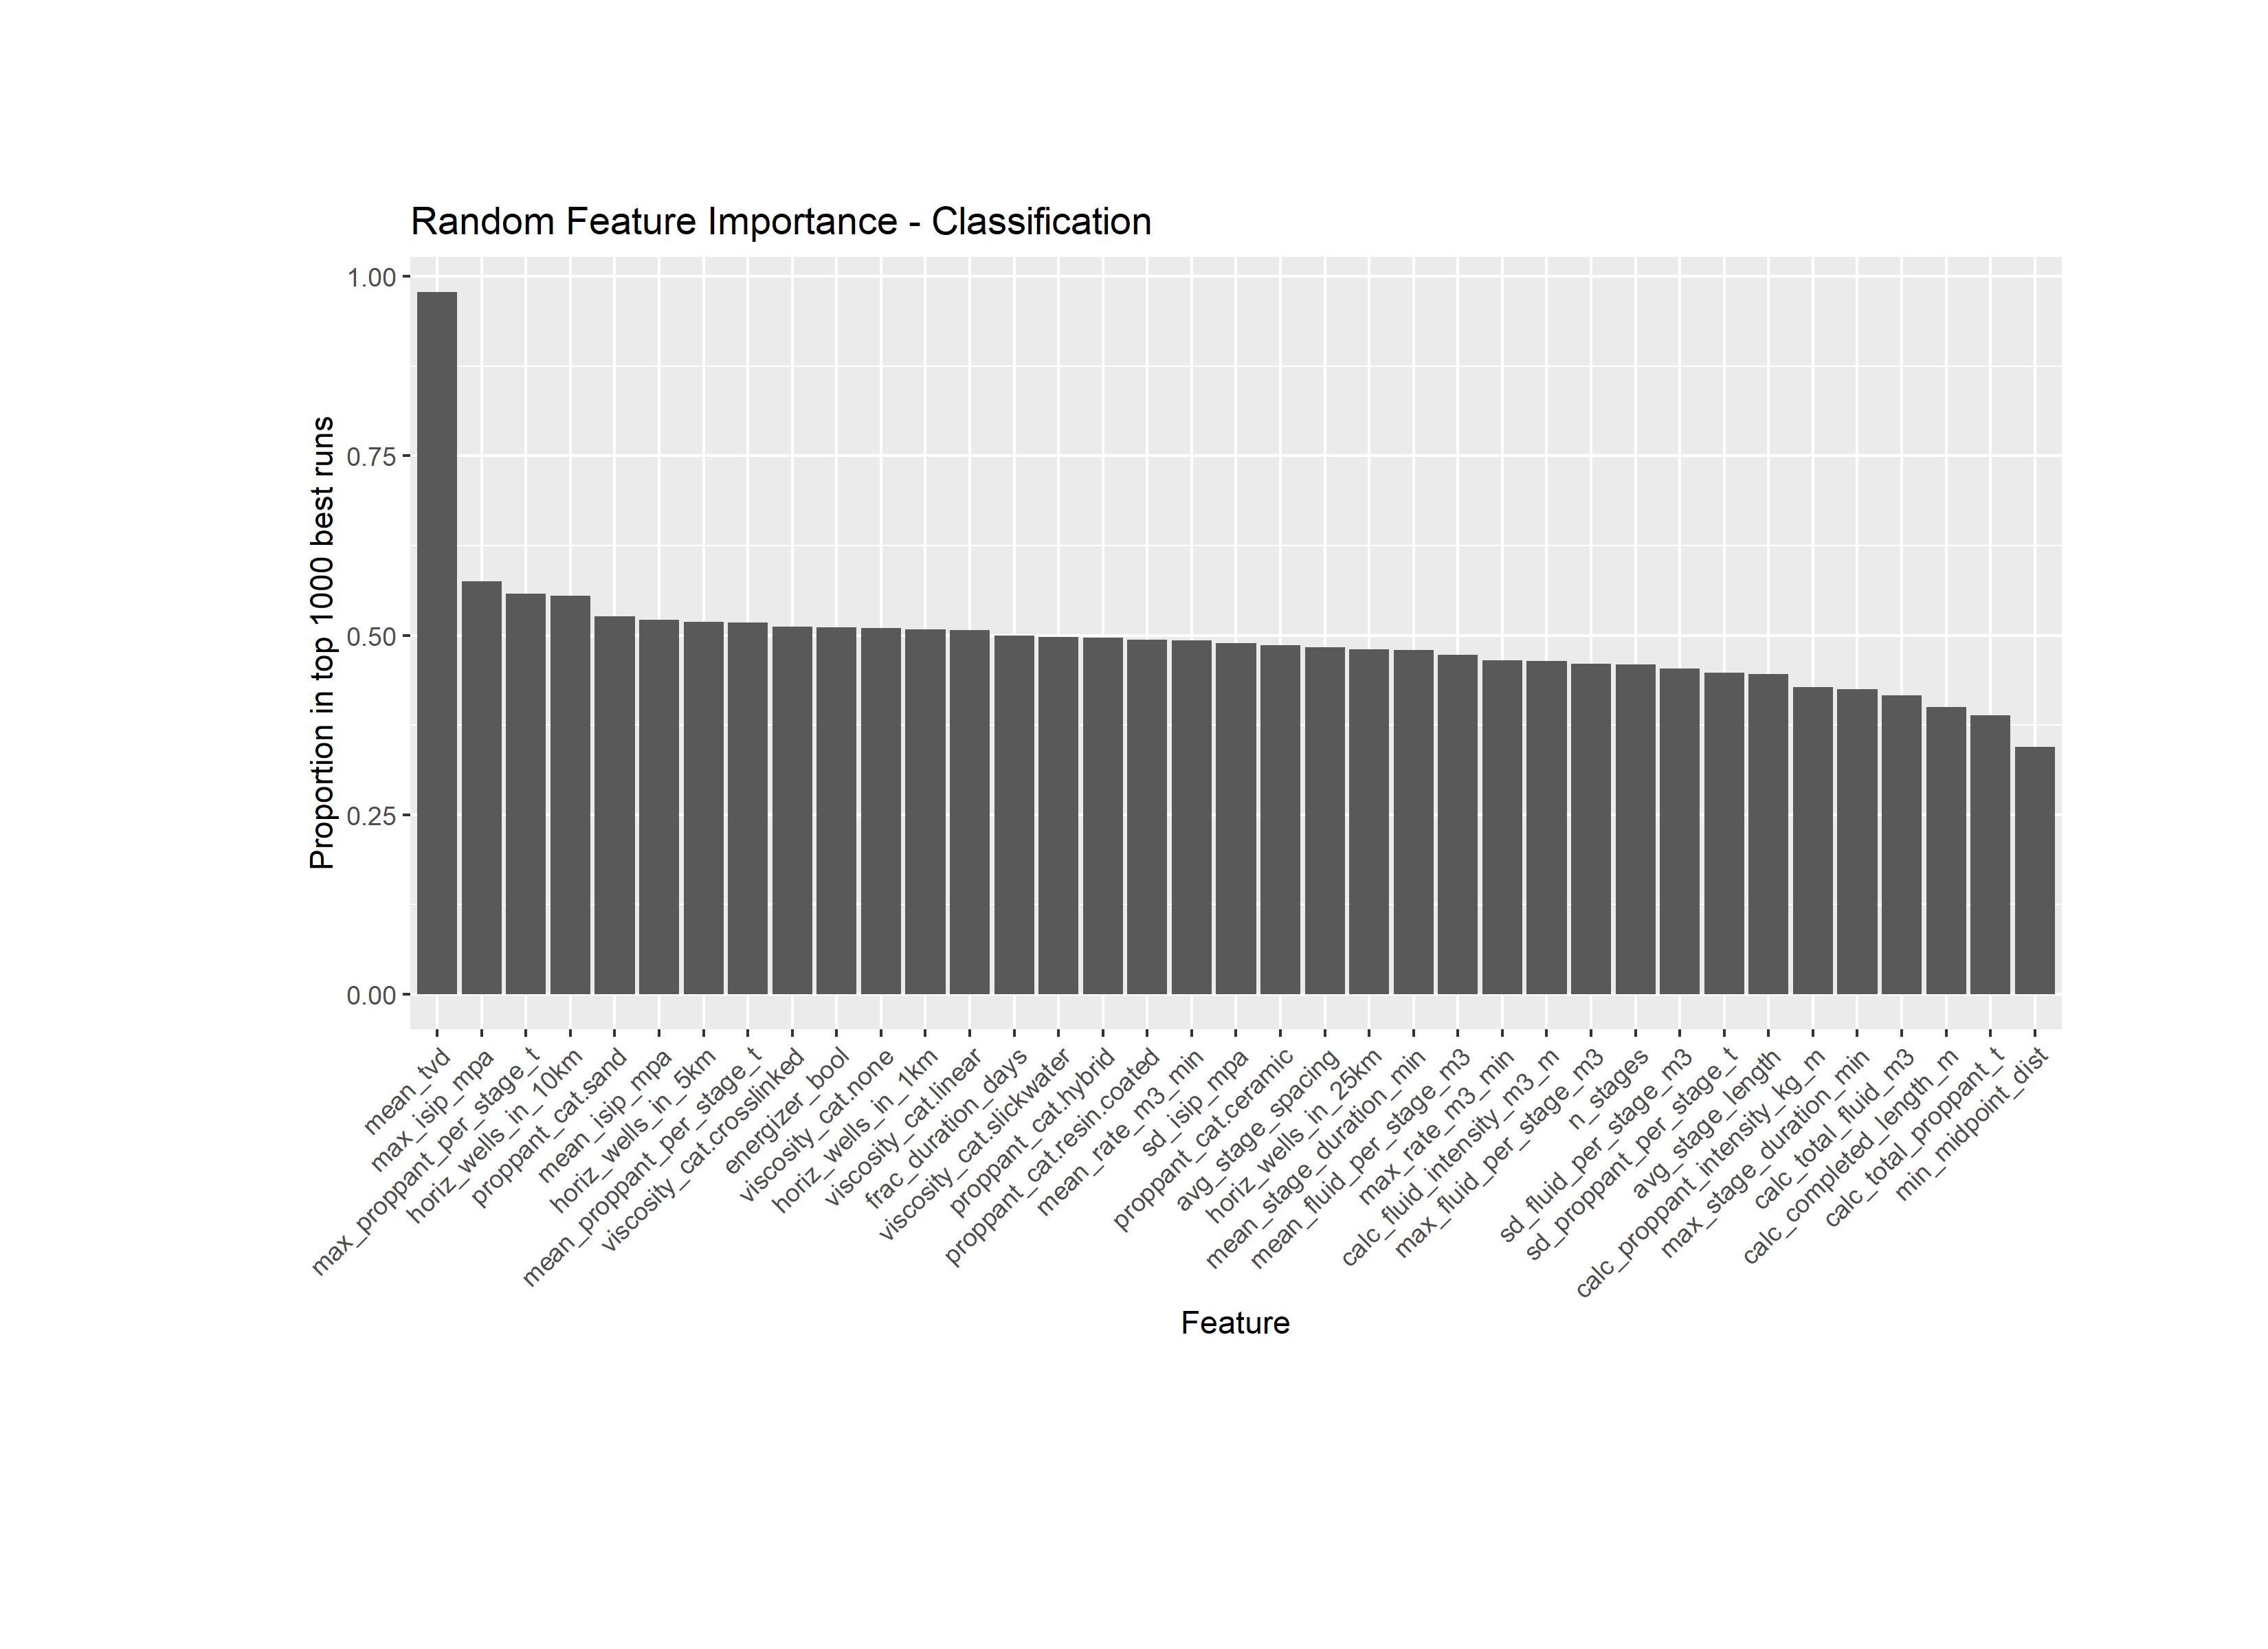 Random Feature Importance - Classification
Proportion in top 1000 best runs
1.00
0.75
0.50
0.25
0.00
mean_tvd
max_isip_mpa
max_proppant_per_stage_t
horiz_wells_in_10km
proppant_cat.sand
mean_isip_mpa
horiz_wells_in_5km
mean_proppant_per_stage_t
viscosity_cat.crosslinked
energizer_bool
viscosity_cat.none
horiz_wells_in_1km
viscosity_cat.linear
frac_duration_days
viscosity_cat.slickwater
proppant_cat.hybrid
proppant_cat.resin.coated
mean_rate_m3_min
sd_isip_mpa
proppant_cat.ceramic
avg_stage_spacing
horiz_wells_in_25km
mean_stage_duration_min
mean_fluid_per_stage_m3
max_rate_m3_min
calc_fluid_intensity_m3_m
max_fluid_per_stage_m3
n_stages
sd_fluid_per_stage_m3
sd_proppant_per_stage_t
avg_stage_length
calc_proppant_intensity_kg_m
max_stage_duration_min
calc_total_fluid_m3
calc_completed_length_m
calc_total_proppant_t
min_midpoint_dist
Feature